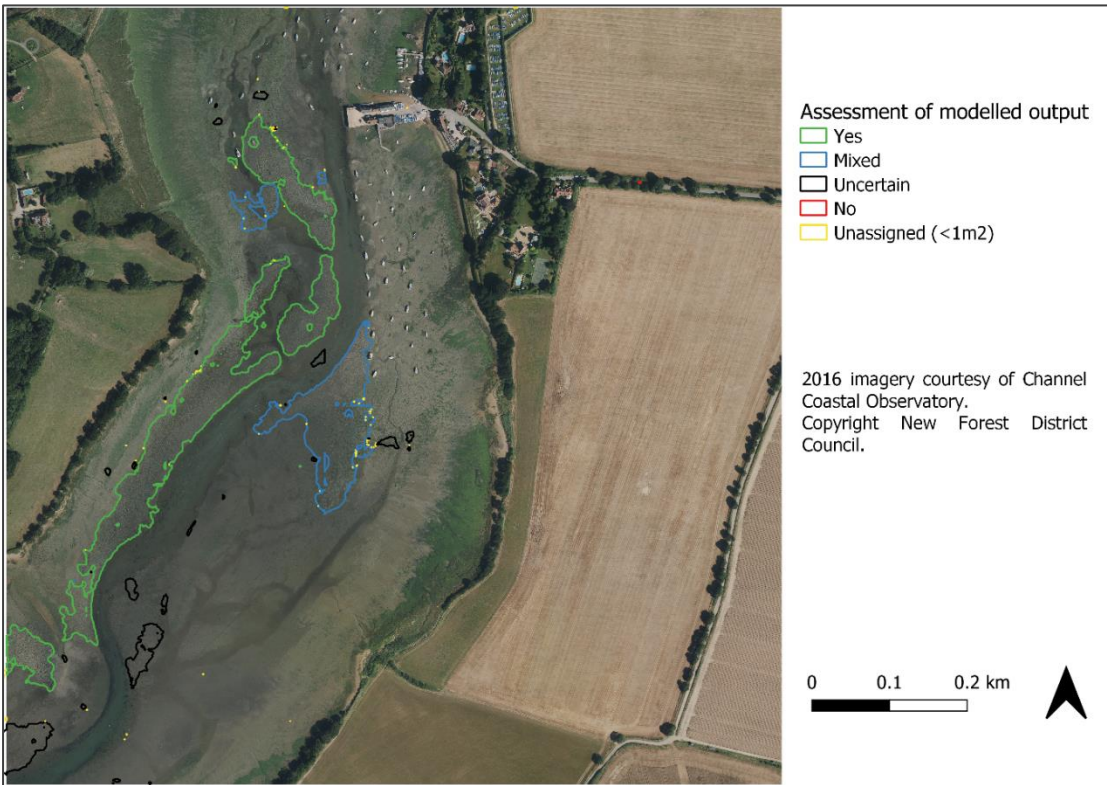 Assessment of modelled output
Yes
Mixed
Uncertain
No
Unassigned (<1m2)
2016 imagery courtesy of Channel
Coastal Observatory.
Copyright New Forest District
Council.
0 0.1 0.2 km